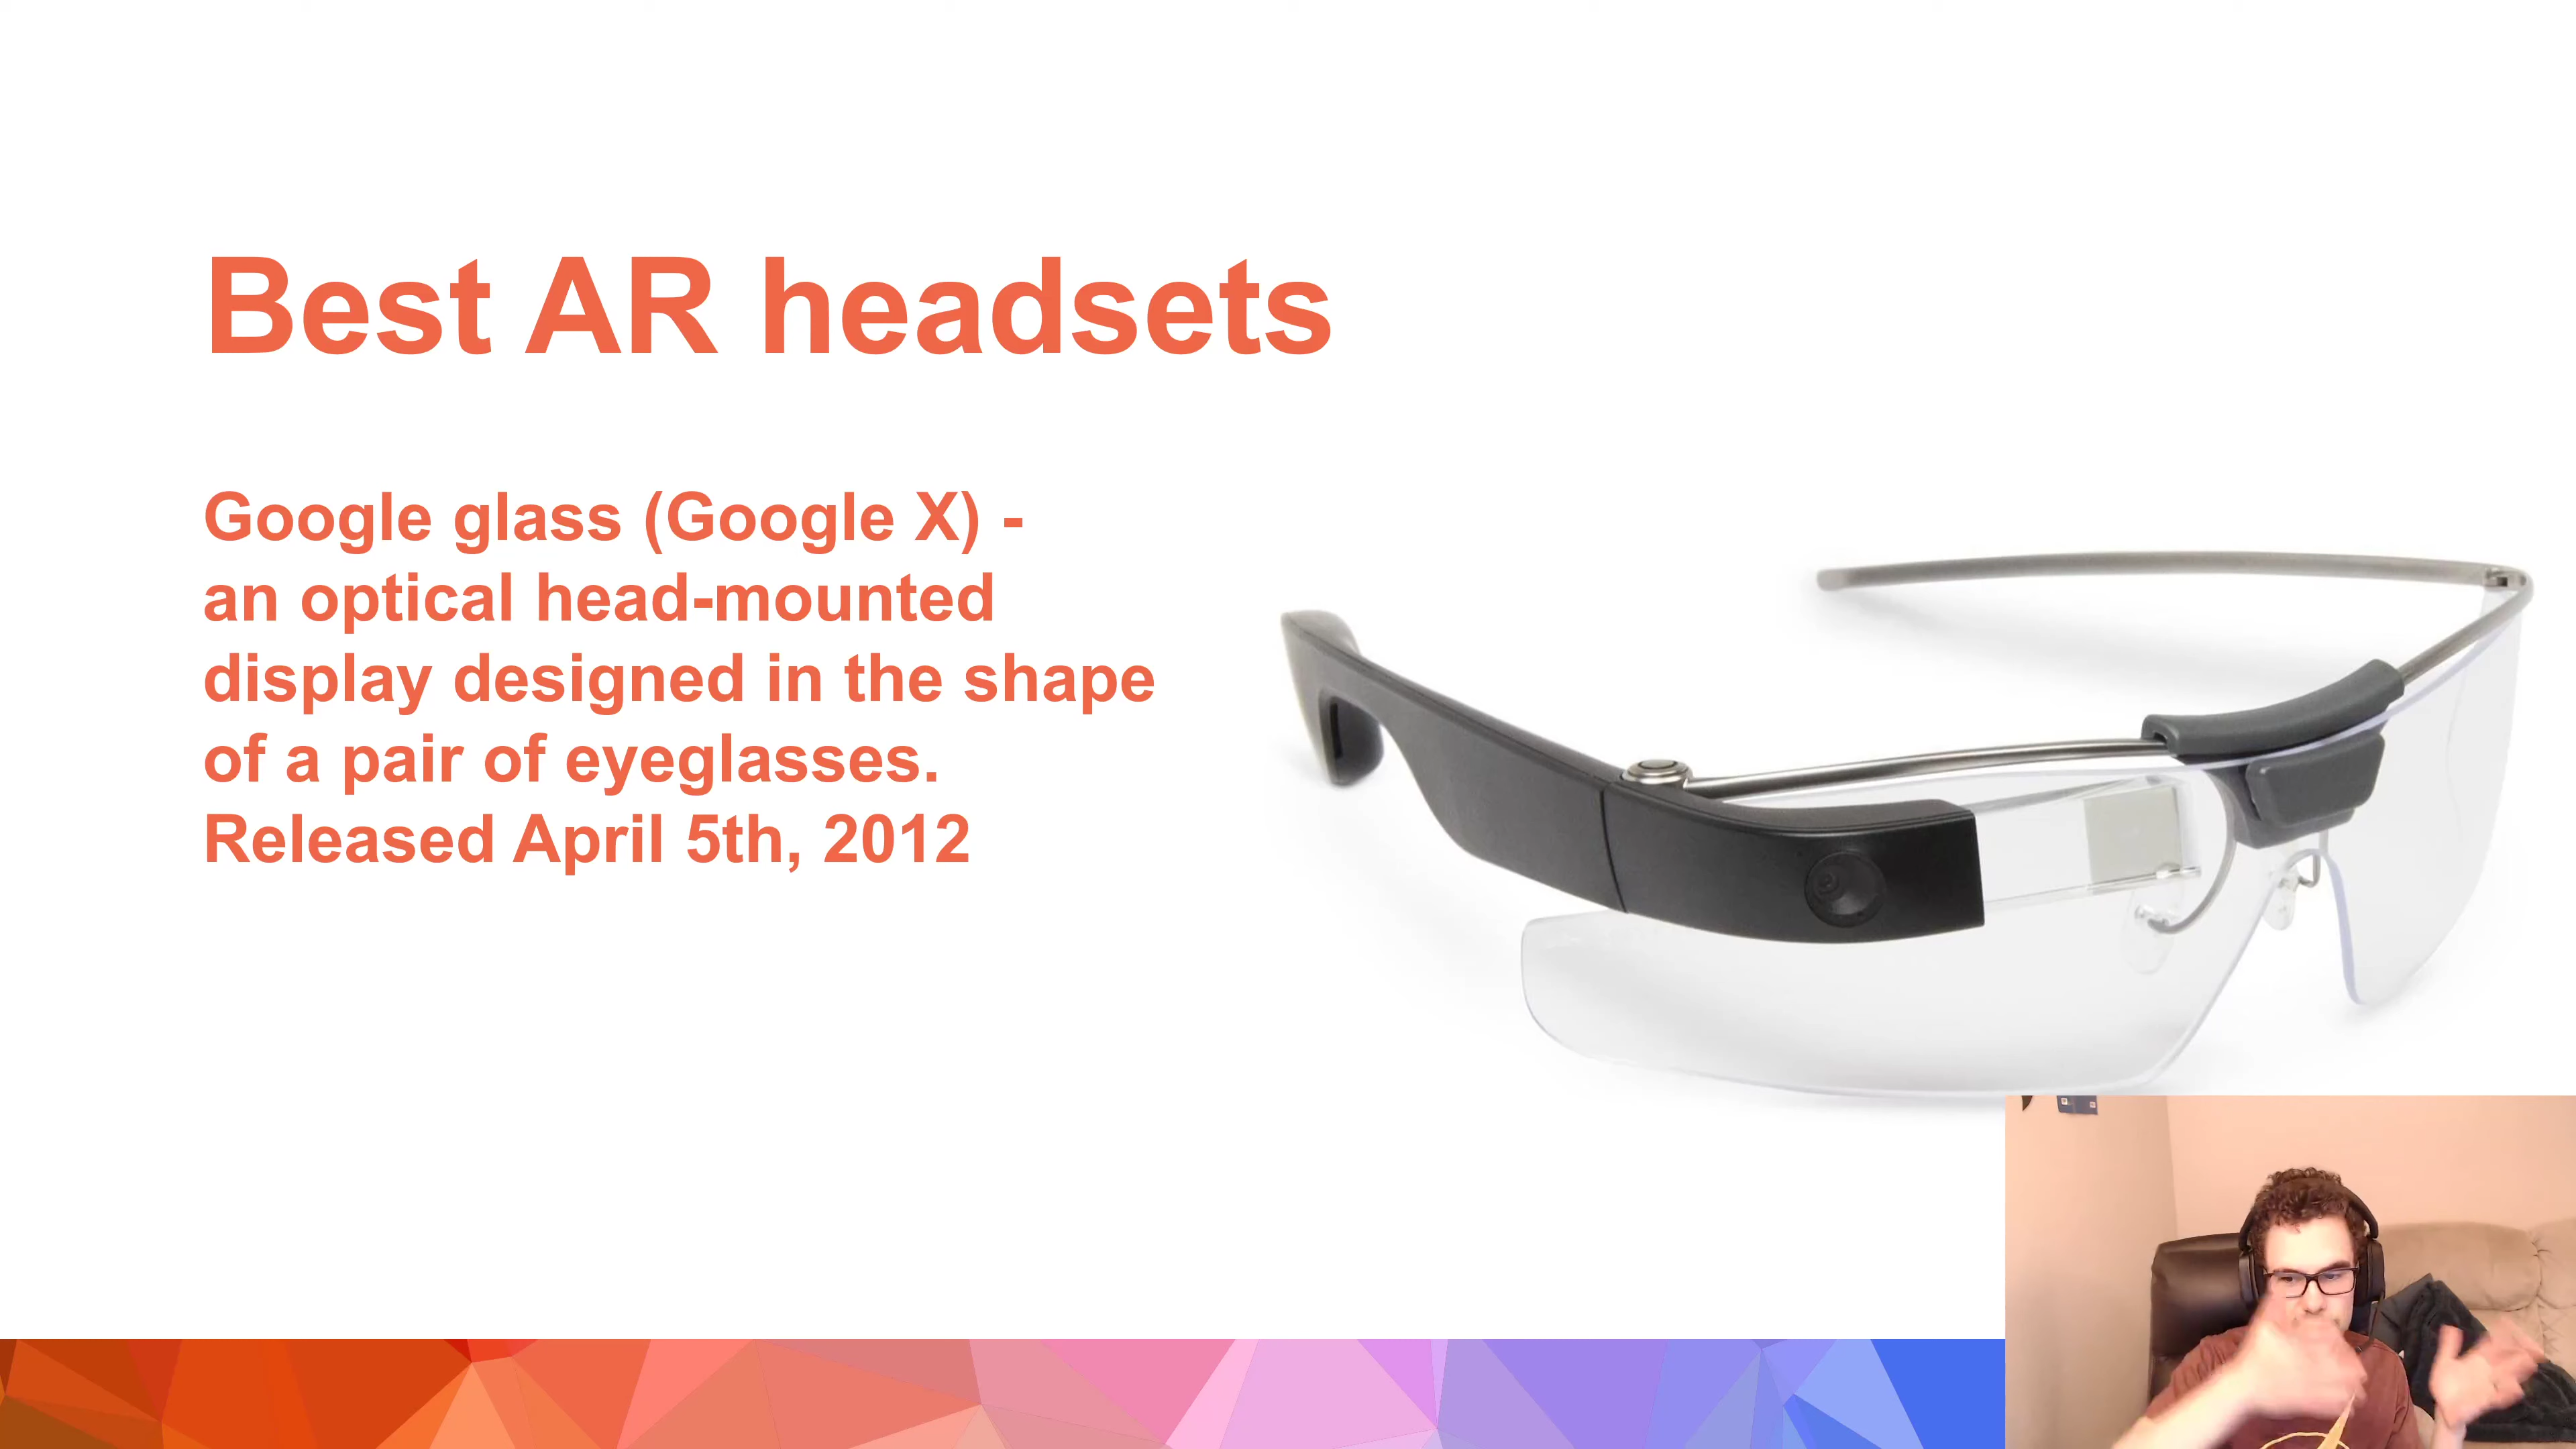 Best AR headsets
Google glass (Google X) -
an optical head-mounted
display designed in the shape
of a pair of eyeglasses.
Released April 5th, 2012